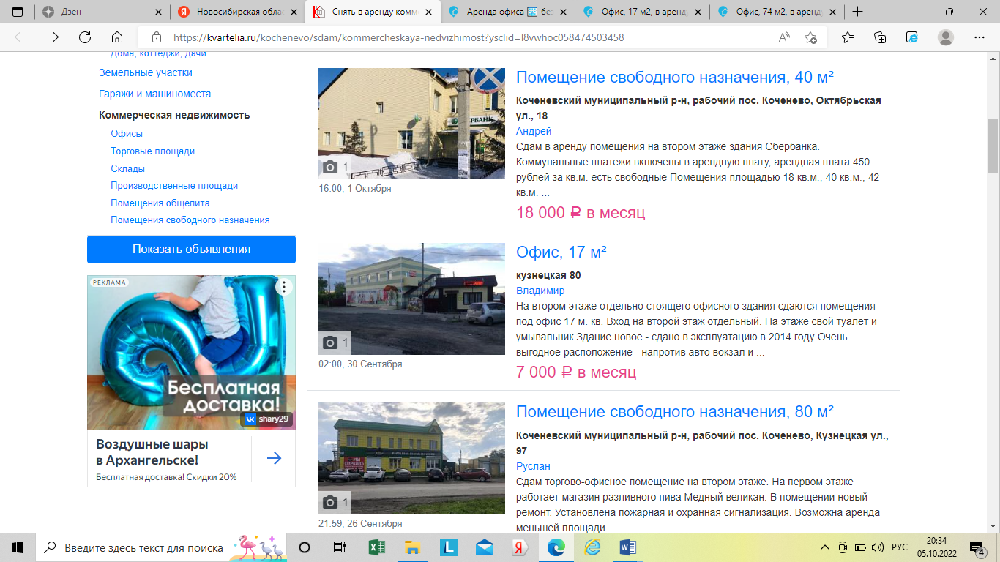 Дзен
Новосибирская обла
Снять в аренду комм
Аренда офиса бе
Офис, 17 м2, в аренд
Офис, 74 м2, в аренд
https://kvartelia.ru/kochenevo/sdam/kommercheskaya-nedvizhimost?ysclid=l8vwhoc058474503458
Дома, коттеджи, дачи
Земельные участки
Гаражи и машиноместа
Коммерческая недвижимость
Офисы
Торговые площади
Склады
Производственные площади
Помещения общепита
Помещения свободного назначения
Показать объявления
РЕКЛАМА
Бесплатная
доставка!
shary29
Воздушные шары
в Архангельске!
Бесплатная доставка! Скидки 20%
1
16:00, 1 Октября
Помещение свободного назначения, 40 м²
Коченёвский муниципальный р-н, рабочий пос. Коченёво, Октябрьская
ул., 18
Андрей
Сдам в аренду помещения на втором этаже здания Сбербанка.
Коммунальные платежи включены в арендную плату, арендная плата 450
рублей за кв.м. есть свободные Помещения площадью 18 кв.м., 40 кв.м., 42
кв.м. ...
18 000 ₽ в месяц
1
02:00, 30 Сентября
Офис, 17 м²
кузнецкая 80
Владимир
На втором этаже отдельно стоящего офисного здания сдаются помещения
под офис 17 м. кв. Вход на второй этаж отдельный. На этаже свой туалет и
умывальник Здание новое - сдано в эксплуатацию в 2014 году Очень
выгодное расположение - напротив авто вокзал и ...
7 000 ₽ в месяц
1
21:59, 26 Сентября
Помещение свободного назначения, 80 м²
Коченёвский муниципальный р-н, рабочий пос. Коченёво, Кузнецкая ул.,
97
Руслан
Сдам торгово-офисное помещение на втором этаже. На первом этаже
работает магазин разливного пива Медный великан. В помещении новый
ремонт. Установлена пожарная и охранная сигнализация. Возможна аренда
меньшей площади. ...
Введите здесь текст для поиска
РУС
20:34
05.10.2022
4